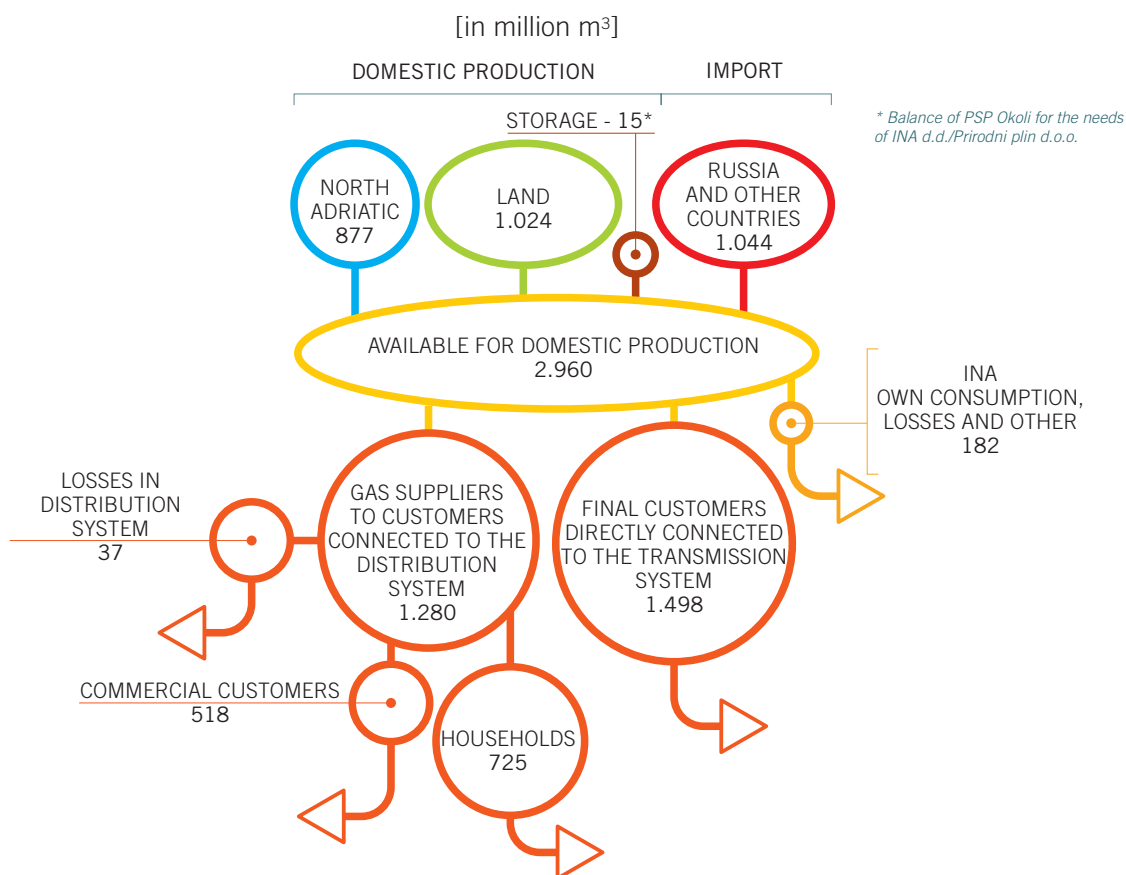 [in million m³]
DOMESTIC PRODUCTION
IMPORT
STORAGE - 15*
* Balance of PSP Okoli for the needs
of INA d.d./Prirodni plin d.o.o.
NORTH
ADRIATIC
877
LAND
1.024
RUSSIA
AND OTHER
COUNTRIES
1.044
AVAILABLE FOR DOMESTIC PRODUCTION
2.960
INA
OWN CONSUMPTION,
LOSSES AND OTHER
182
LOSSES IN
DISTRIBUTION
SYSTEM
37
GAS SUPPLIERS
TO CUSTOMERS
CONNECTED TO THE
DISTRIBUTION
SYSTEM
1.280
FINAL CUSTOMERS
DIRECTLY CONNECTED
TO THE TRANSMISSION
SYSTEM
1.498
COMMERCIAL CUSTOMERS
518
HOUSEHOLDS
725